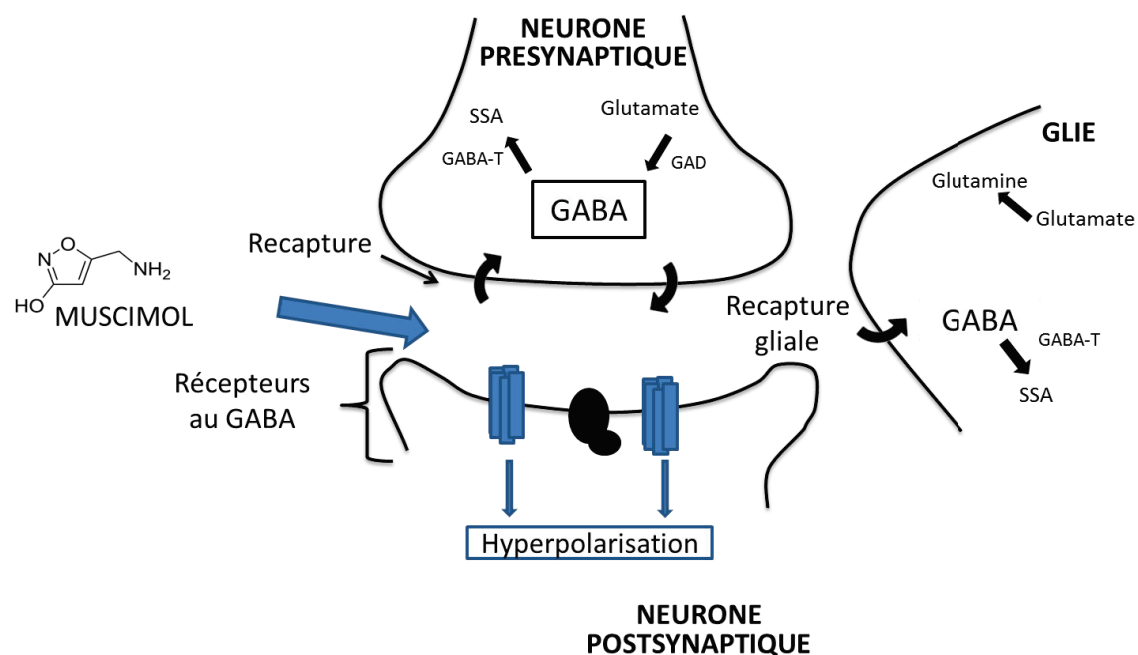 NEURONE
PRESYNAPTIQUE
SSA
Glutamate
GABA-T
GAD
GABA
GLIE
Glutamine
Glutamate
Recapture
N
O
NH2
HO
MUSCIMOL
Recapture
gliale
GABA
GABA-T
SSA
Récepteurs
au GABA
Hyperpolarisation
NEURONE
POSTSYNAPTIQUE